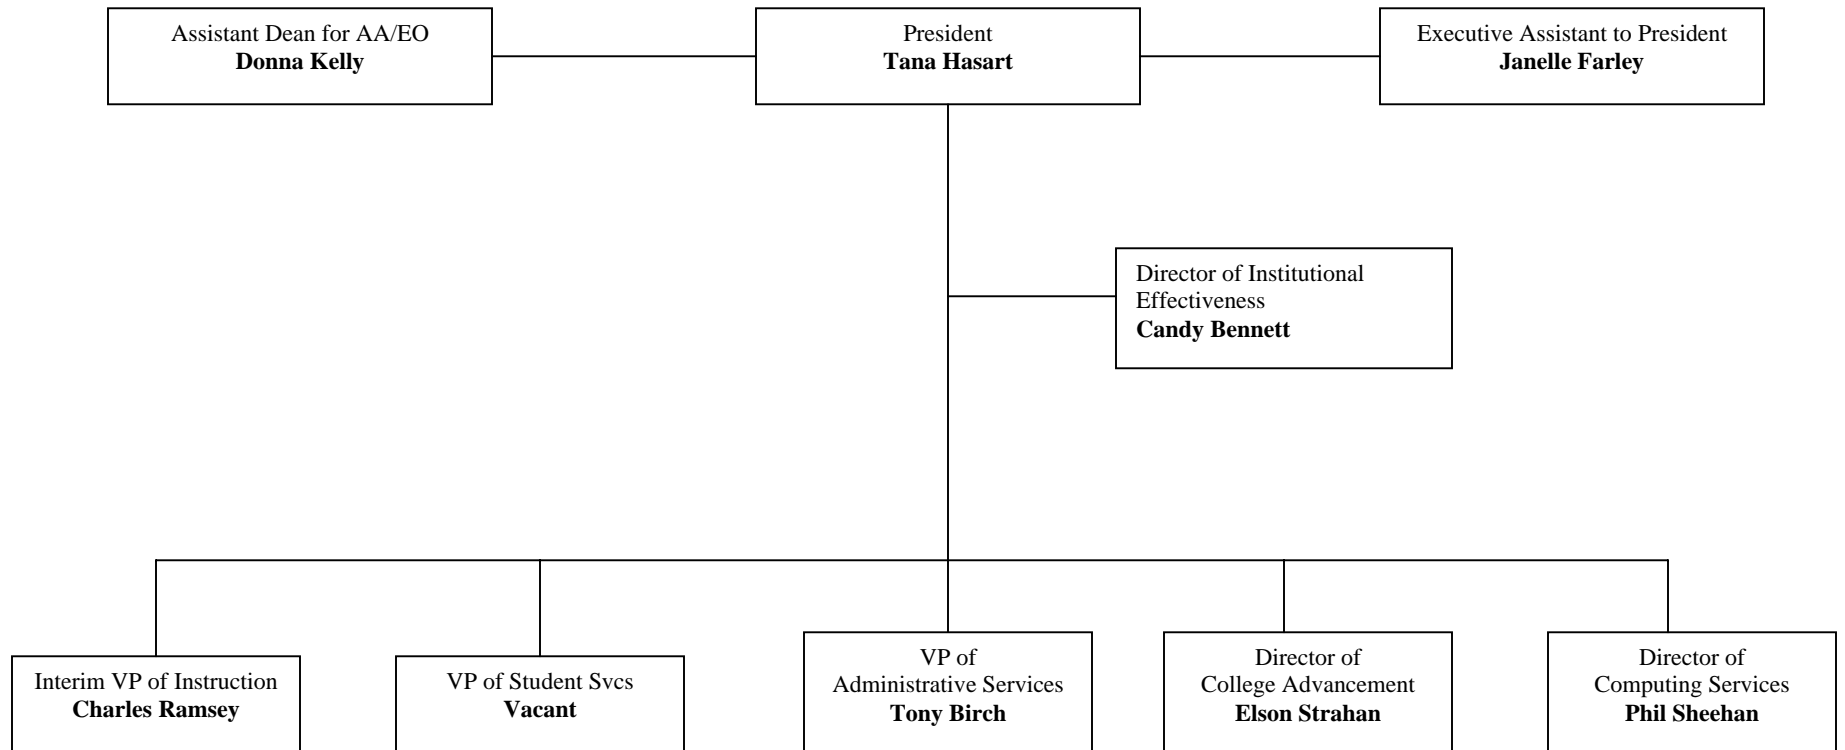 Assistant Dean for AA/EO
Donna Kelly
President
Tana Hasart
Executive Assistant to President
Janelle Farley
Director of Institutional
Effectiveness
Candy Bennett
Interim VP of Instruction
Charles Ramsey
VP of Student Svcs
Vacant
VP of
Administrative Services
Tony Birch
Director of
College Advancement
Elson Strahan
Director of
Computing Services
Phil Sheehan